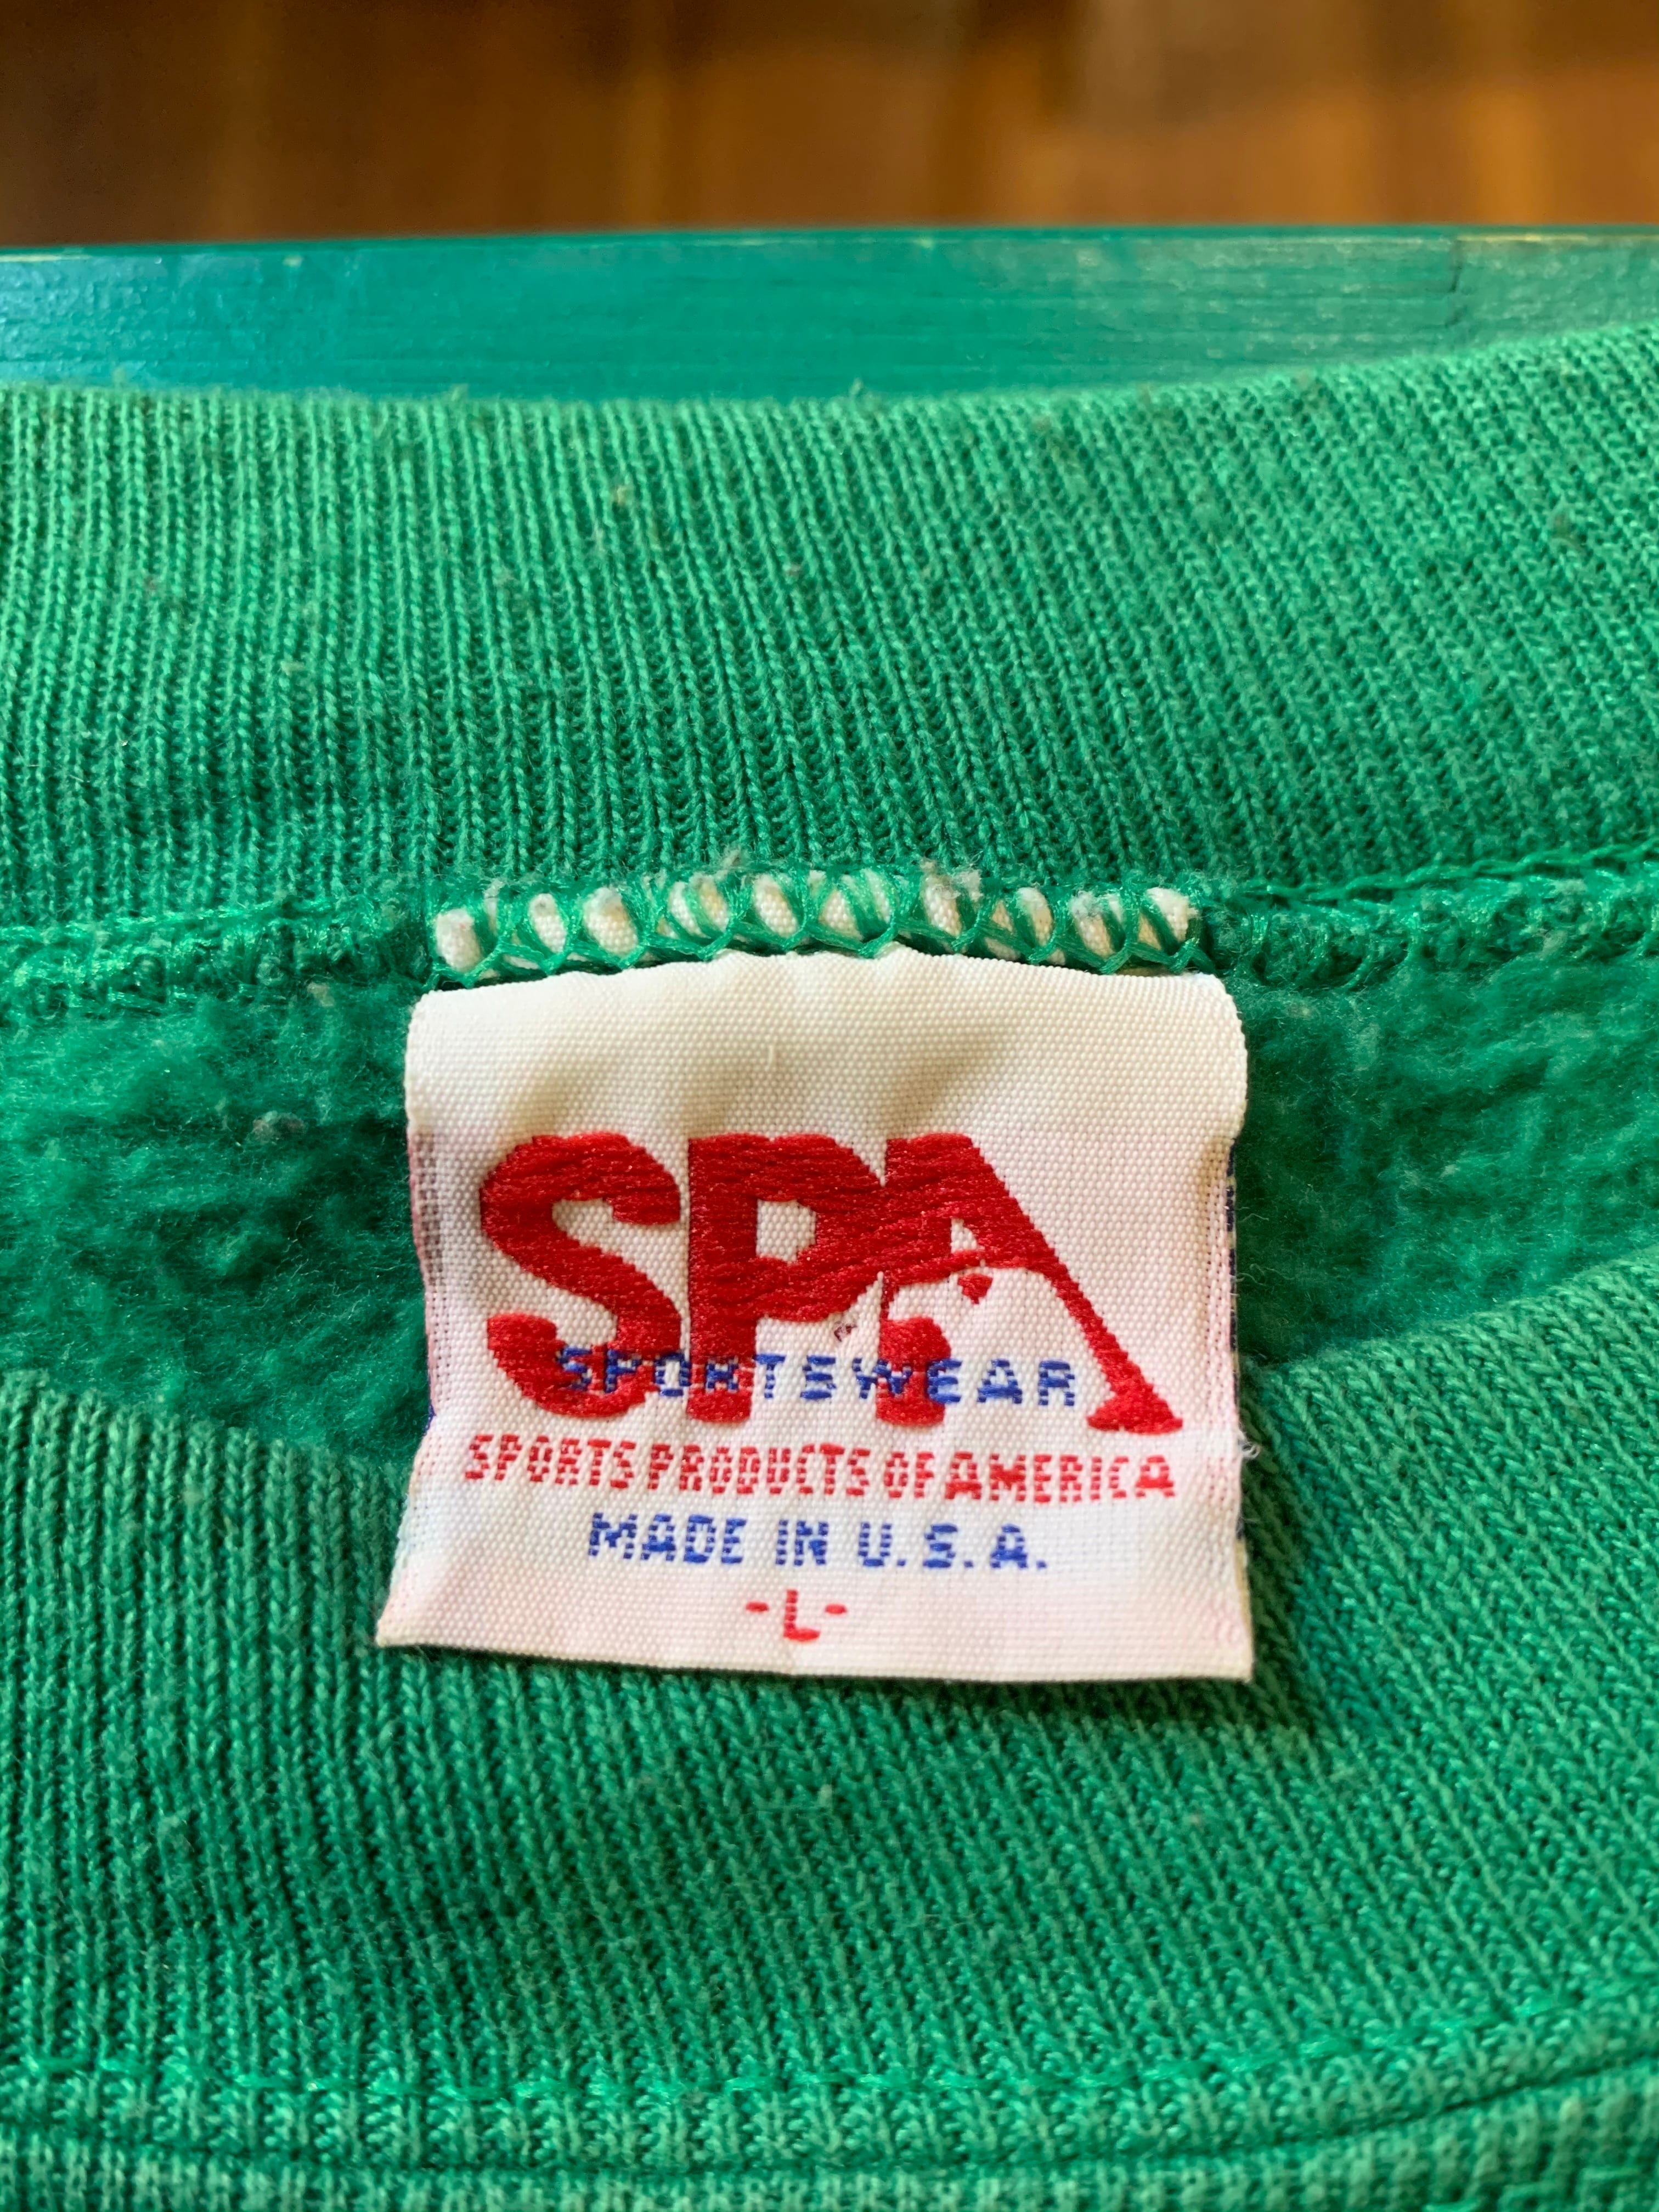 SPA
SPORTSWEAR
SPORTS PRODUCTS OF AMERICA
MADE IN U.S.A.
-L-